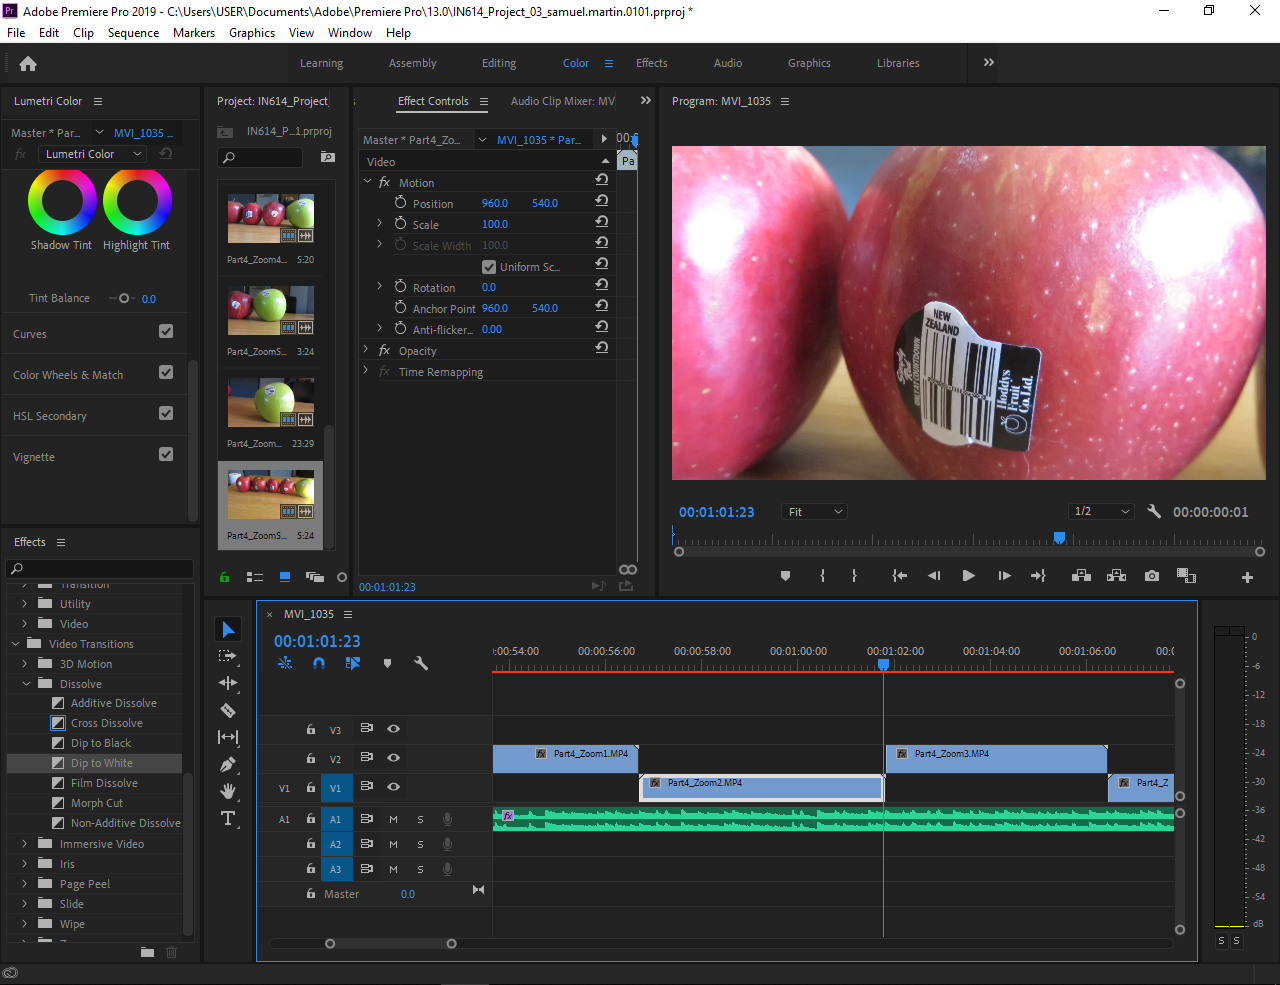 Adobe Premiere Pro 2019 - C:\Users\USER\Documents\Adobe\Premiere Pro\13.0\IN614_Project_03_samuel.martin.0101.prproj *
File Edit Clip Sequence Markers Graphics View Window Help
Learning Assembly Editing Color Effects Audio Graphics Libraries
Lumetri Color
Master * Par... MVI_1035 ...
fx Lumetri Color
Shadow Tint Highlight Tint
Tint Balance 0.0
Curves
Color Wheels & Match
HSL Secondary
Vignette
Project: IN614_Project
IN614_P...1.prproj
Part4_Zoom4... 5:20
Part_ZoomS... 3:24
Part4_Zoom... 23:29
Part4_ZoomS... 5:24
Effect Controls Audio Clip Mixer: MV
Master * Part4_Zo... MVI_1035 * Par...
Video
Pa
fx Motion
Position 960.0 540.0
Scale 100.0
Scale Width 100.0
Uniform Sc...
Rotation 0.0
Anchor Point 960.0 540.0
Anti-flicker... 0.00
fx Opacity
fx Time Remapping
00:01:01:23
Program: MVI_1035
NEW
ZEALAND
Hoddys
Fruit
Co.Ltd.
00:01:01:23 Fit 1/2 00:00:00:01
Effects
Transition
Utility
Video
Video Transitions
3D Motion
Dissolve
Additive Dissolve
Cross Dissolve
Dip to Black
Dip to White
Film Dissolve
Morph Cut
Non-Additive Dissolve
Immersive Video
Iris
Page Peel
Slide
Wipe
× MVI_1035
00:01:01:23
:00:54:00 00:00:56:00 00:00:58:00 00:01:00:00 00:01:02:00 00:01:04:00 00:01:06:00 00:0
V3
V2 fx Part4_Zoom1.MP4 fx Part4_Zoom3.MP4
V1 V1 fx Part4_Zoom2.MP4 fx Part4_Z
A1 A1 M S fx
A2 M S
A3 M S
Master 0.0
0
-6
-12
-18
-24
-30
-36
-42
-48
-54
dB
S S